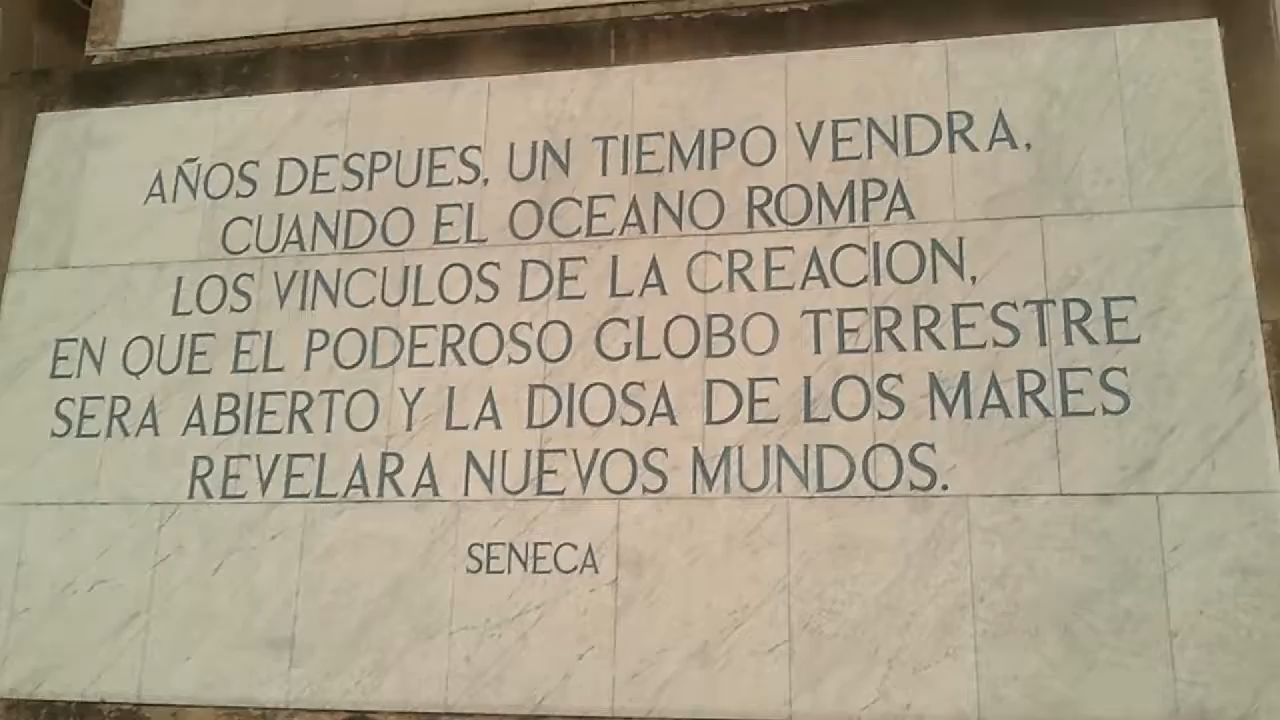 AÑOS DESPUES, UN TIEMPO VENDRA,
CUANDO EL OCEANO ROMPA
LOS VINCULOS DE LA CREACION,
EN QUE EL PODEROSO GLOBO TERRESTRE
SERA ABIERTO Y LA DIOSA DE LOS MARES
REVELARA NUEVOS MUNDOS.
SENECA